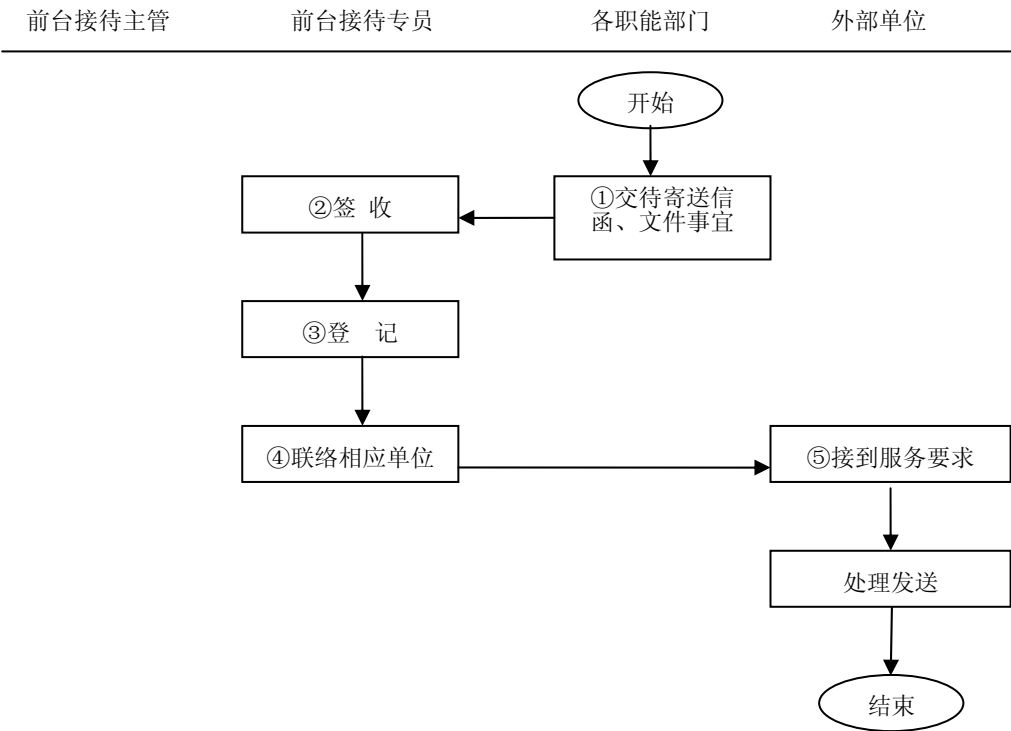 前台接待主管 前台接待专员 各职能部门 外部单位
开始
①交待寄送信
函、文件事宜
②签 收
③登 记
④联络相应单位
⑤接到服务要求
处理发送
结束